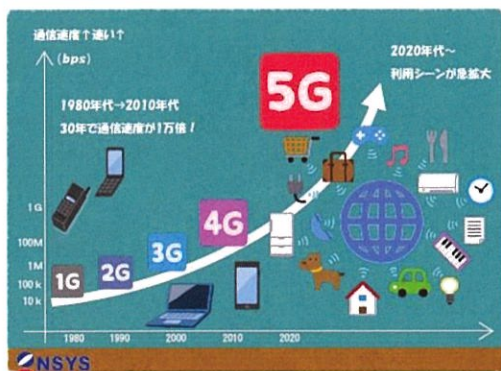 通信速度↑速い↑
(bps)
1980年代→2010年代
30年で通信速度が1万倍！
5G
2020年代～
利用シーンが急拡大
4G
3G
2G
1G
1G
100M
1M
100k
10k
1980
1990
2000
2010
2020
NSYS